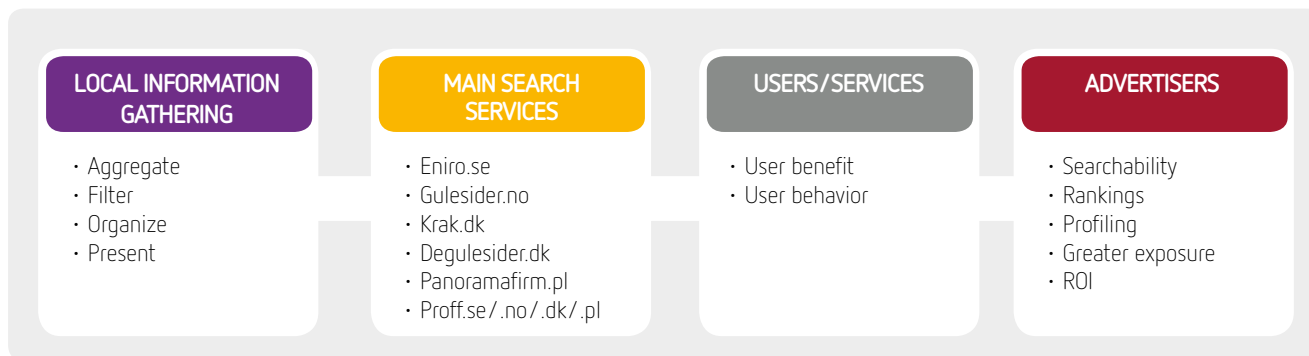 LOCAL INFORMATION
GATHERING
· Aggregate
· Filter
· Organize
· Present
MAIN SEARCH
SERVICES
· Eniro.se
· Gulesider.no
· Krak.dk
· Degulesider.dk
· Panoramafirm.pl
· Proff.se/.no/.dk/.pl
USERS/SERVICES
· User benefit
· User behavior
ADVERTISERS
· Searchability
· Rankings
· Profiling
· Greater exposure
· ROI